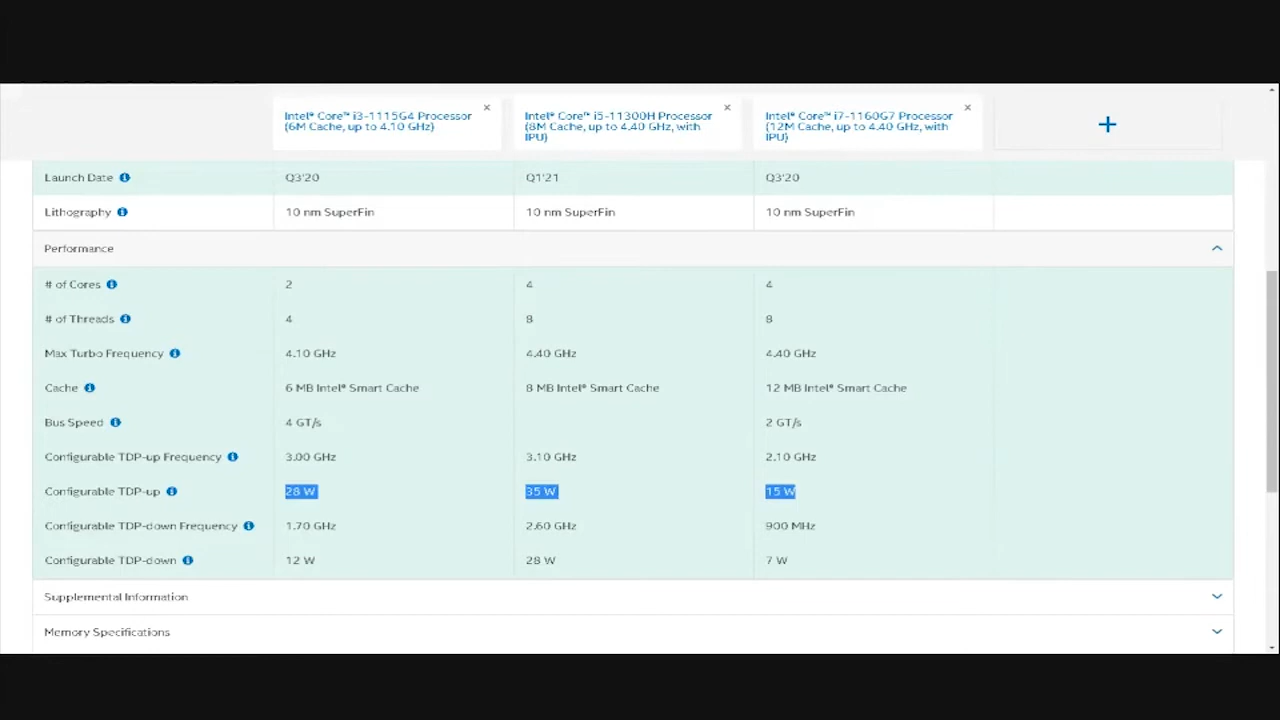 Intel® Core™ i3-1115G4 Processor
(6M Cache, up to 4.10 GHz)
×
Intel® Core™ i5-11300H Processor
(8M Cache, up to 4.40 GHz, with
IPU)
×
Intel® Core™ i7-1160G7 Processor
(12M Cache, up to 4.40 GHz, with
IPU)
×
+
Launch Date Q3'20 Q1'21 Q3'20
Lithography 10 nm SuperFin 10 nm SuperFin 10 nm SuperFin
Performance
# of Cores 2 4 4
# of Threads 4 8 8
Max Turbo Frequency 4.10 GHz 4.40 GHz 4.40 GHz
Cache 6 MB Intel® Smart Cache 8 MB Intel® Smart Cache 12 MB Intel® Smart Cache
Bus Speed 4 GT/s 2 GT/s
Configurable TDP-up Frequency 3.00 GHz 3.10 GHz 2.10 GHz
Configurable TDP-up 28 W 35 W 15 W
Configurable TDP-down Frequency 1.70 GHz 2.60 GHz 900 MHz
Configurable TDP-down 12 W 28 W 7 W
Supplemental Information
Memory Specifications